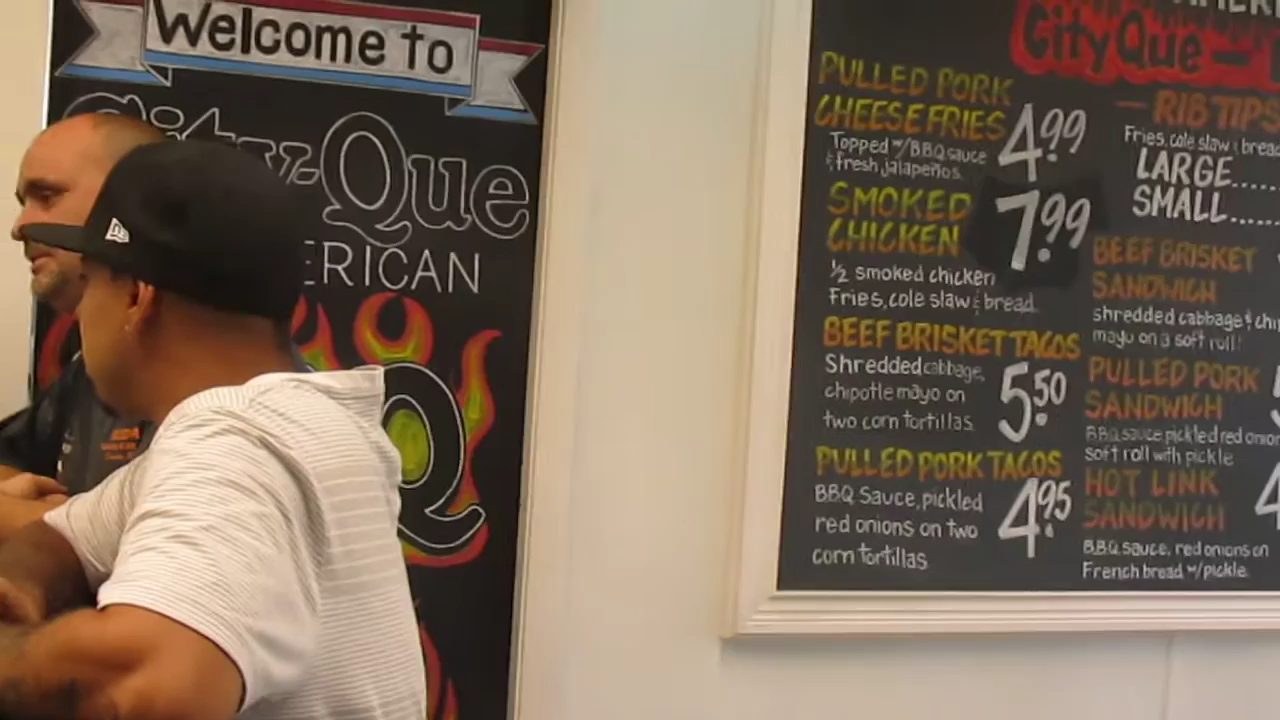 Welcome to
City-Que
ERICAN
Q
City Que —
PULLED PORK
CHEESE FRIES 4.99
Topped w/BBQ sauce
& fresh jalapeños.
SMOKED
CHICKEN 7.99
½ smoked chicken
Fries, cole slaw & bread.
BEEF BRISKET TACOS
Shredded cabbage,
chipotle mayo on
two corn tortillas. 5.50
PULLED PORK TACOS
BBQ Sauce, pickled
red onions on two
corn tortillas. 4.95
— RIB TIPS
Fries, cole slaw & bread
LARGE.....
SMALL.....
BEEF BRISKET
SANDWICH
shredded cabbage & chi
mayo on a soft roll!
PULLED PORK
SANDWICH
BBQ sauce pickled red onion
soft roll with pickle
HOT LINK
SANDWICH 4
BBQ sauce, red onions on
French bread w/pickle.